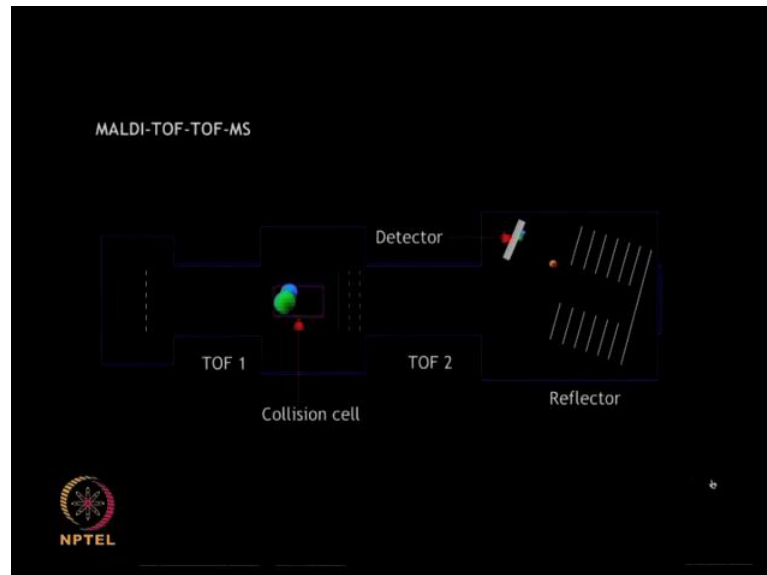 MALDI-TOF-TOF-MS
Detector
TOF 1
TOF 2
Collision cell
Reflector
NPTEL